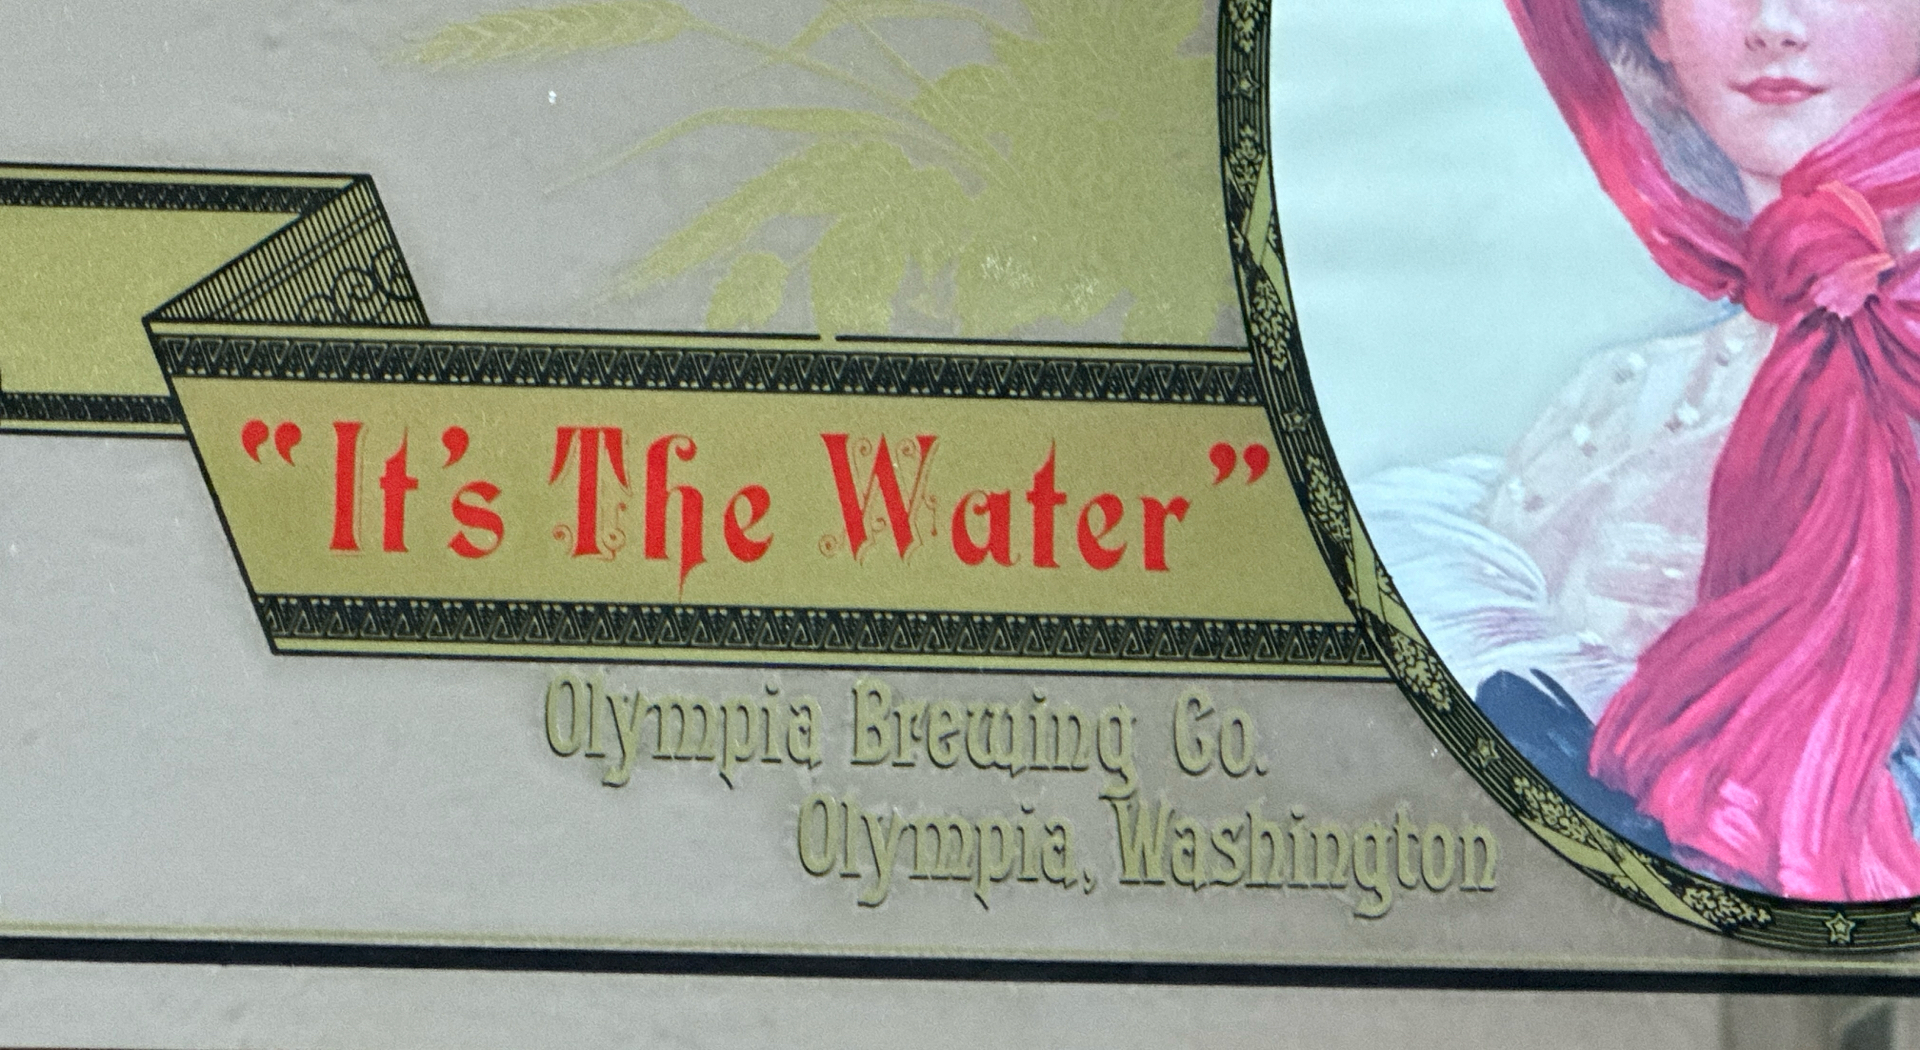 “It’s The Water”
Olympia Brewing Co.
Olympia, Washington